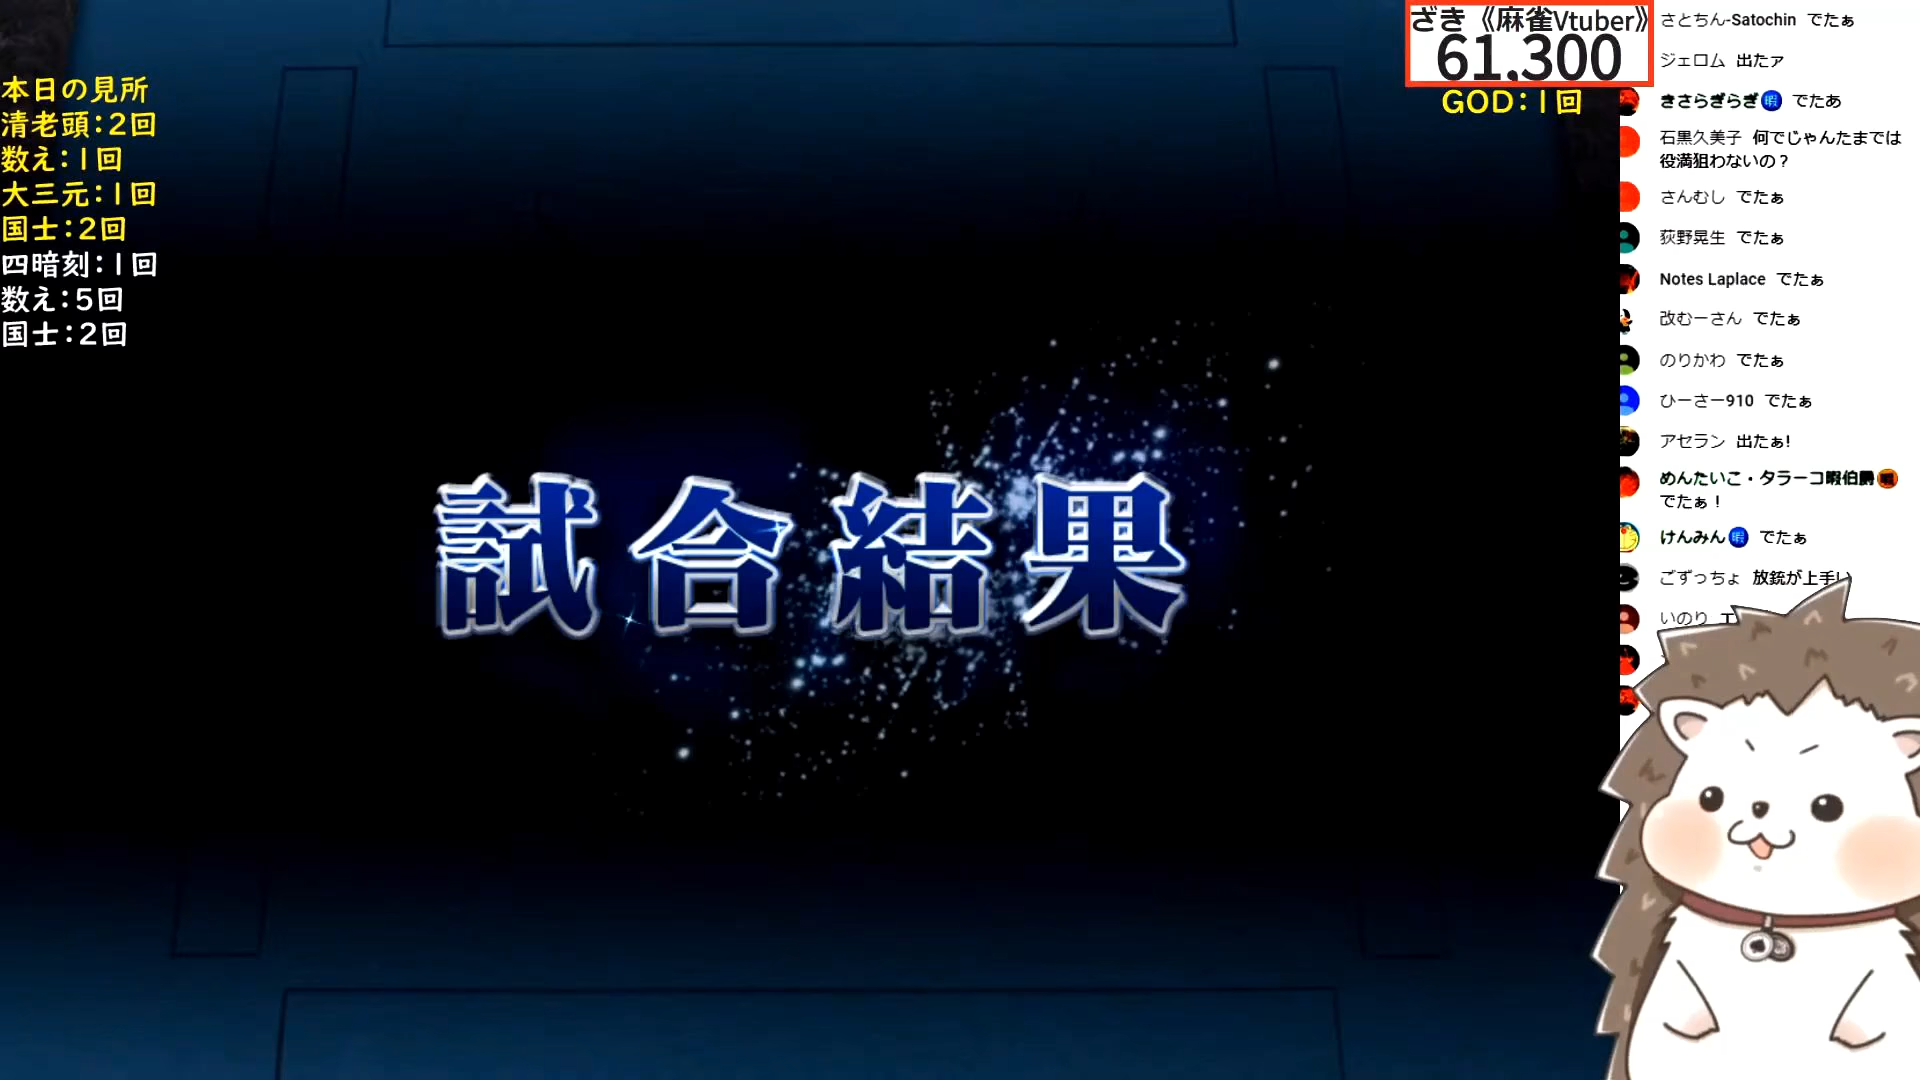 本日の見所
清老頭:2回
数え:1回
大三元:1回
国士:2回
四暗刻:1回
数え:5回
国士:2回
試合結果
ざき《麻雀Vtuber》
61,300
GOD:1回
さとちん-Satochin でたぁ
ジェロム 出たァ
きさらぎらぎ 暇 でたあ
石黒久美子 何でじゃんたまでは
役満狙わないの？
さんむし でたぁ
荻野晃生 でたぁ
Notes Laplace でたぁ
改むーさん でたぁ
のりかわ でたぁ
ひーさー910 でたぁ
アセラン 出たぁ!
めんたいこ・タラーコ暇伯爵
でたぁ！
けんみん 暇 でたぁ
ごずっちょ 放銃が上手い
いのり エ